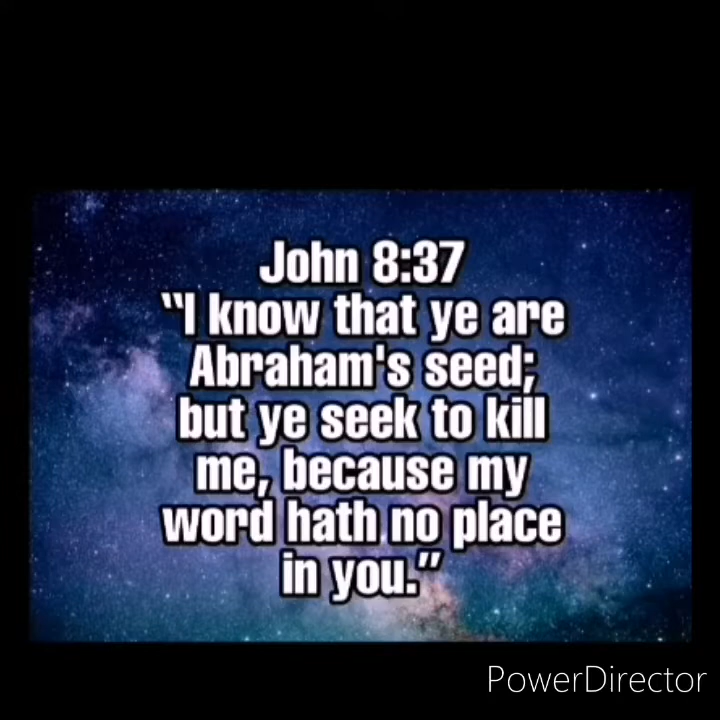 John 8:37
"I know that ye are
Abraham's seed;
but ye seek to kill
me, because my
word hath no place
in you."
PowerDirector